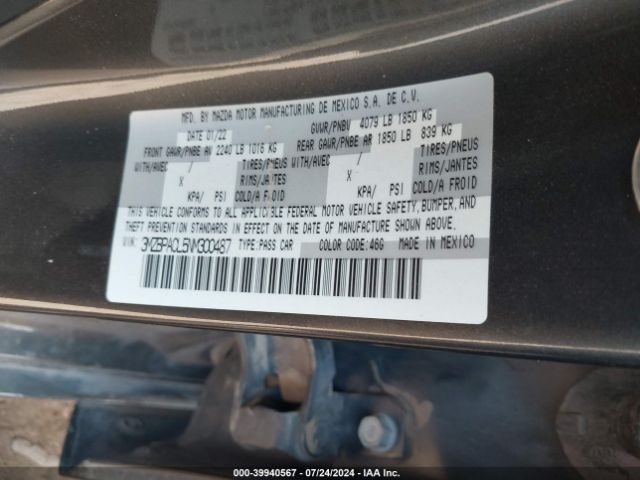 MFD. BY MAZDA MOTOR MANUFACTURING DE MEXICO S.A. DE C.V.
DATE 01/22 GVWR/PNBV 4079 LB 1850 KG
FRONT GAWR/PNBE AV 2240 LB 1016 KG REAR GAWR/PNBE AR 1850 LB 839 KG
WITH/AVEC / TIRES/PNEUS WITH/AVEC / TIRES/PNEUS
X RIMS/JANTES X RIMS/JANTES
KPA/ PSI COLD/A FROID KPA/ PSI COLD/A FROID
THIS VEHICLE CONFORMS TO ALL APPLICIBLE FEDERAL MOTOR VEHICLE SAFETY, BUMPER, AND
THEFT PREVENTION STANDARDS IN EFFECT ON THE DATE OF MANUFACTURE SHOWN ABOVE.
VIN: 3MZBPACL5NM300487 TYPE:PASS CAR COLOR CODE:46G MADE IN MEXICO
000-39940567 - 07/24/2024 - IAA Inc.